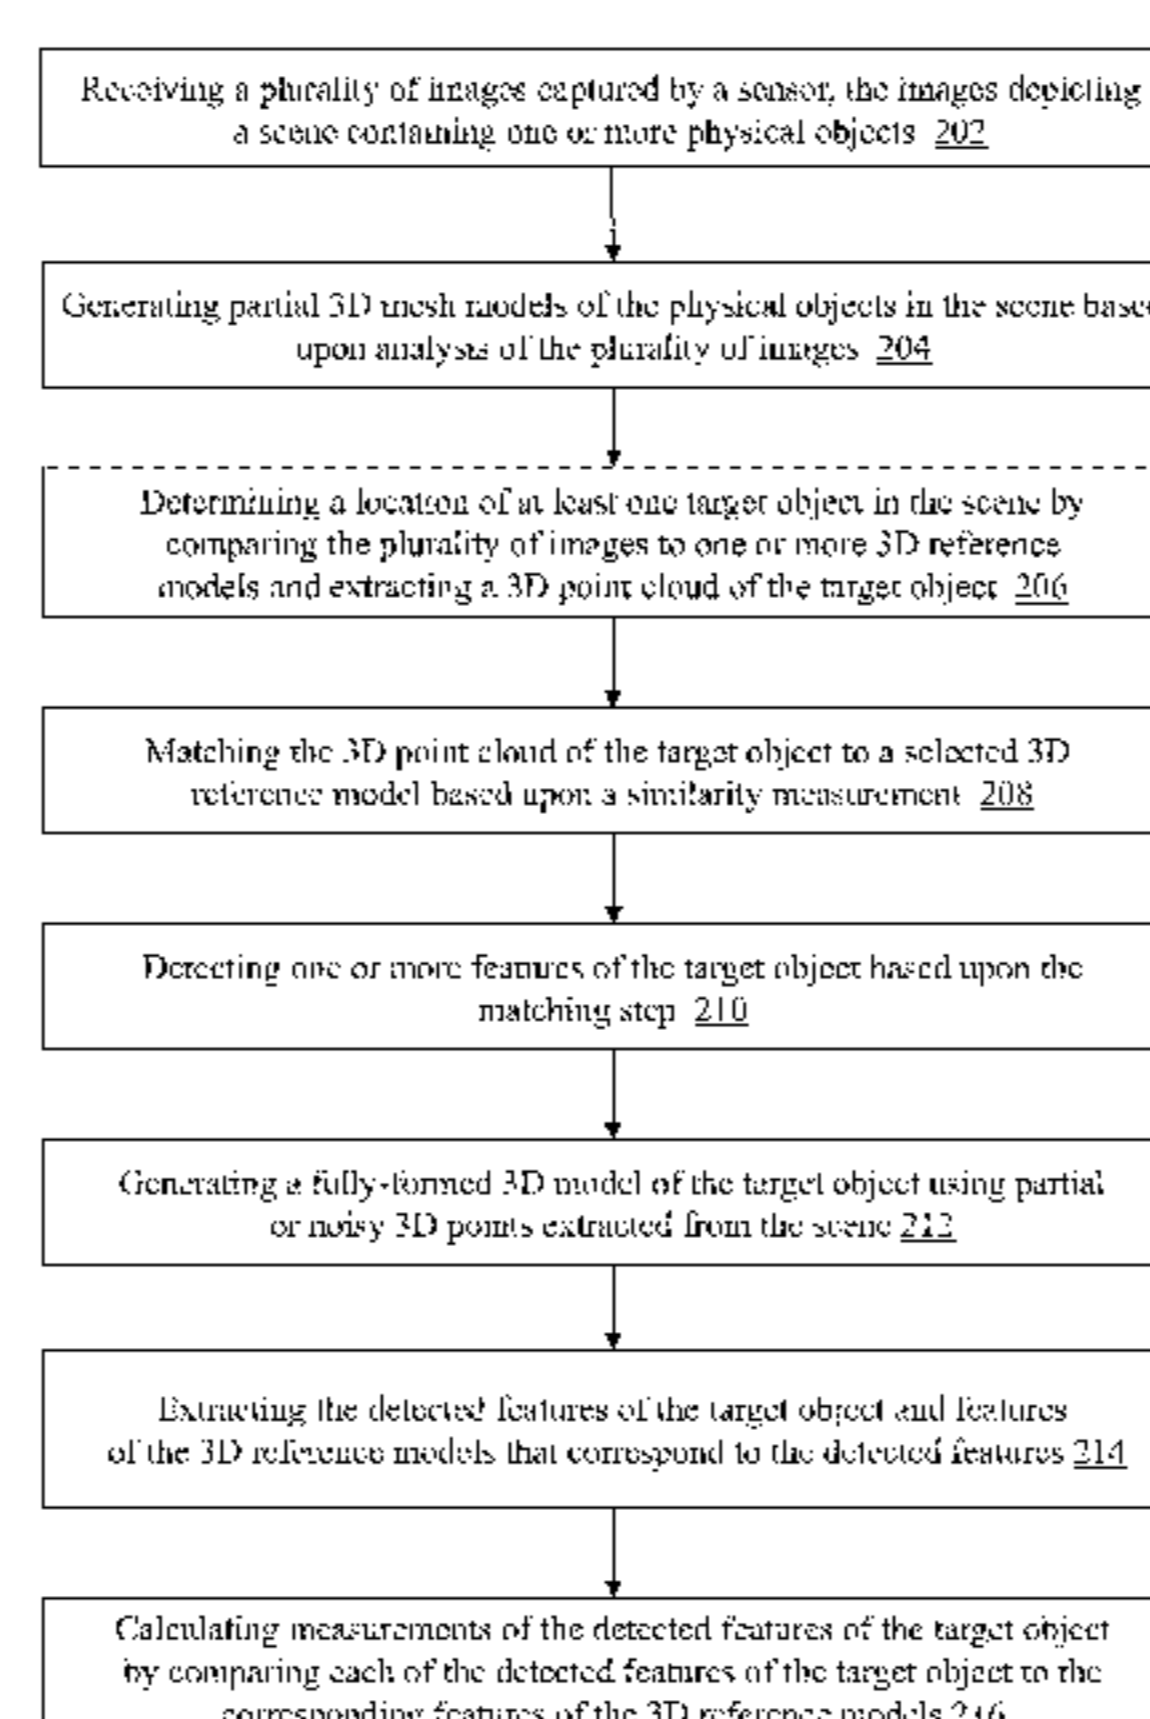 Receiving a plurality of images captured by a sensor, the images depicting
a scene containing one or more physical objects 202
Generating partial 3D mesh models of the physical objects in the scene base
upon analysis of the plurality of images 204
Determining a location of at least one target object in the scene by
comparing the plurality of images to one or more 3D reference
models and extracting a 3D point cloud of the target object 206
Matching the 3D point cloud of the target object to a selected 3D
reference model based upon a similarity measurement 208
Detecting one or more features of the target object based upon the
matching step 210
Generating a fully-formed 3D model of the target object using partial
or noisy 3D points extracted from the scene 212
Extracting the detected features of the target object and features
of the 3D reference models that correspond to the detected features 214
Calculating measurements of the detected features of the target object
by comparing each of the detected features of the target object to the
corresponding features of the 3D reference models 216